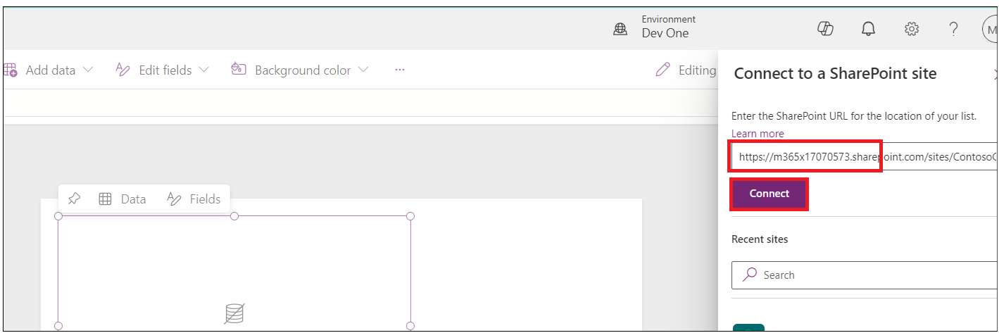 Environment
Dev One
M
Add data
Edit fields
Background color
...
Editing
Connect to a SharePoint site
Enter the SharePoint URL for the location of your list.
Learn more
https://m365x17070573.sharepoint.com/sites/Contoso
Connect
Data
Fields
Recent sites
Search